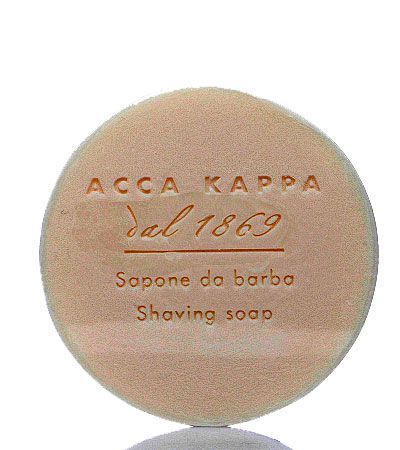 ACCA KAPPA
dal 1869
Sapone da barba
Shaving soap